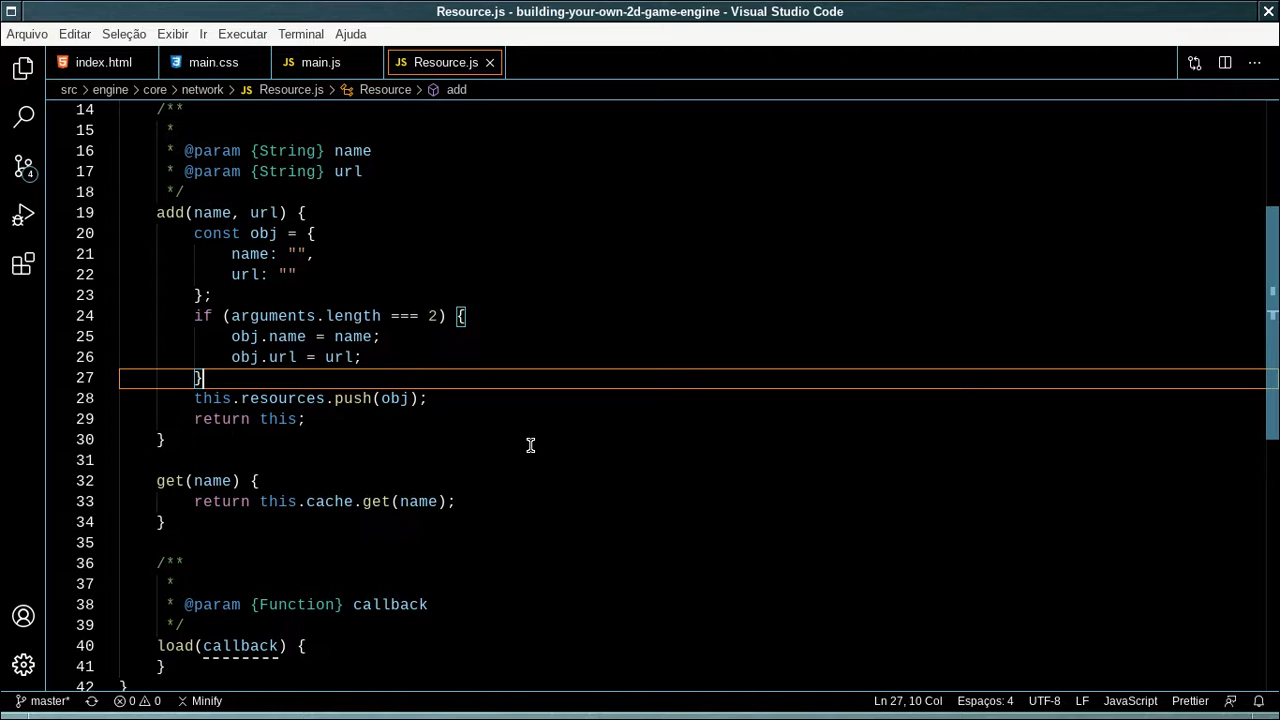 Resource.js - building-your-own-2d-game-engine - Visual Studio Code
Arquivo Editar Seleção Exibir Ir Executar Terminal Ajuda
index.html main.css JS main.js JS Resource.js
src > engine > core > network > JS Resource.js > Resource > add
14 /**
15 *
16 * @param {String} name
17 * @param {String} url
18 */
19 add(name, url) {
20 const obj = {
21 name: "",
22 url: ""
23 };
24 if (arguments.length === 2) {
25 obj.name = name;
26 obj.url = url;
27 }
28 this.resources.push(obj);
29 return this;
30 }
31
32 get(name) {
33 return this.cache.get(name);
34 }
35
36 /**
37 *
38 * @param {Function} callback
39 */
40 load(callback) {
41 }
42 }
4
master* 0 0 Minify Ln 27, 10 Col Espaços: 4 UTF-8 LF JavaScript Prettier